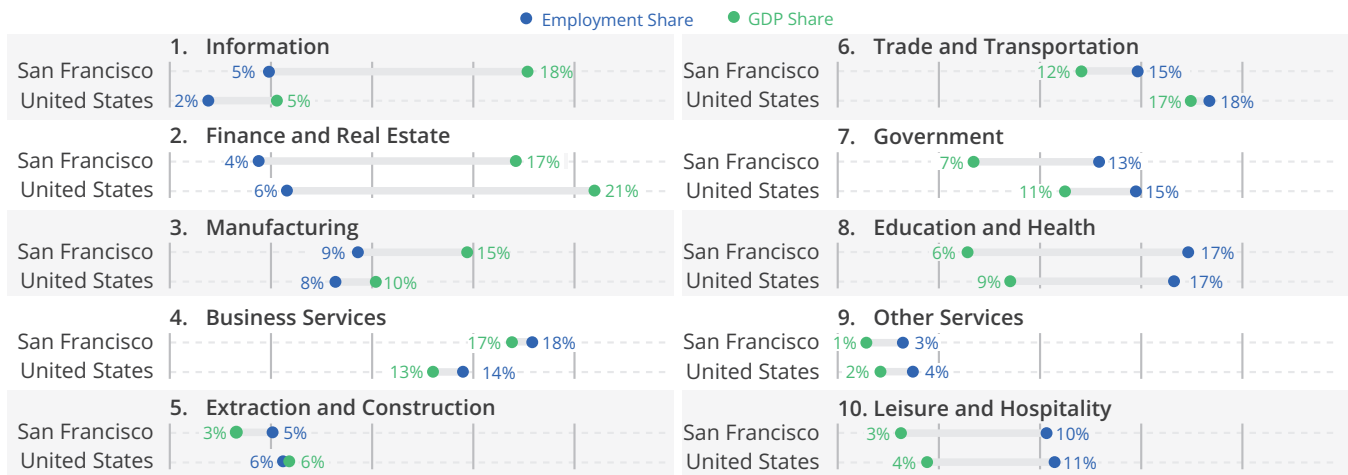 Employment Share GDP Share
1. Information
San Francisco 5% 18%
United States 2% 5%
2. Finance and Real Estate
San Francisco 4% 17%
United States 6% 21%
3. Manufacturing
San Francisco 9% 15%
United States 8% 10%
4. Business Services
San Francisco 17% 18%
United States 13% 14%
5. Extraction and Construction
San Francisco 3% 5%
United States 6% 6%
6. Trade and Transportation
San Francisco 12% 15%
United States 17% 18%
7. Government
San Francisco 7% 13%
United States 11% 15%
8. Education and Health
San Francisco 6% 17%
United States 9% 17%
9. Other Services
San Francisco 1% 3%
United States 2% 4%
10. Leisure and Hospitality
San Francisco 3% 10%
United States 4% 11%